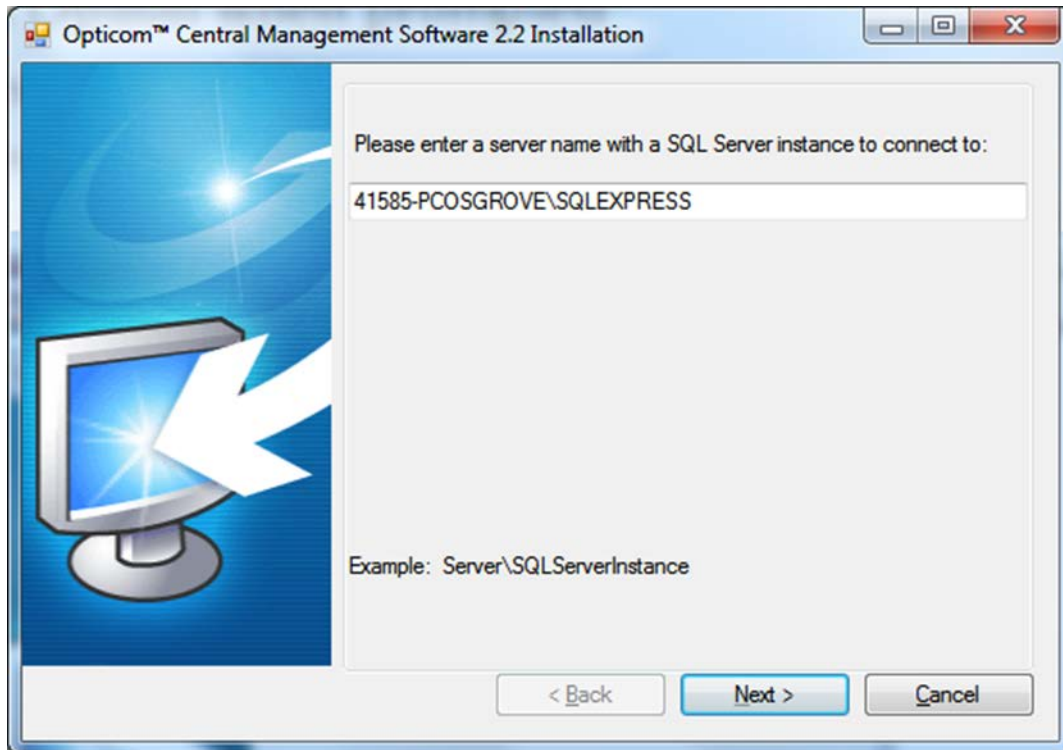 Opticom™ Central Management Software 2.2 Installation
Please enter a server name with a SQL Server instance to connect to:
41585-PCOSGROVE\SQLEXPRESS
Example: Server\SQLServerInstance
< Back Next > Cancel